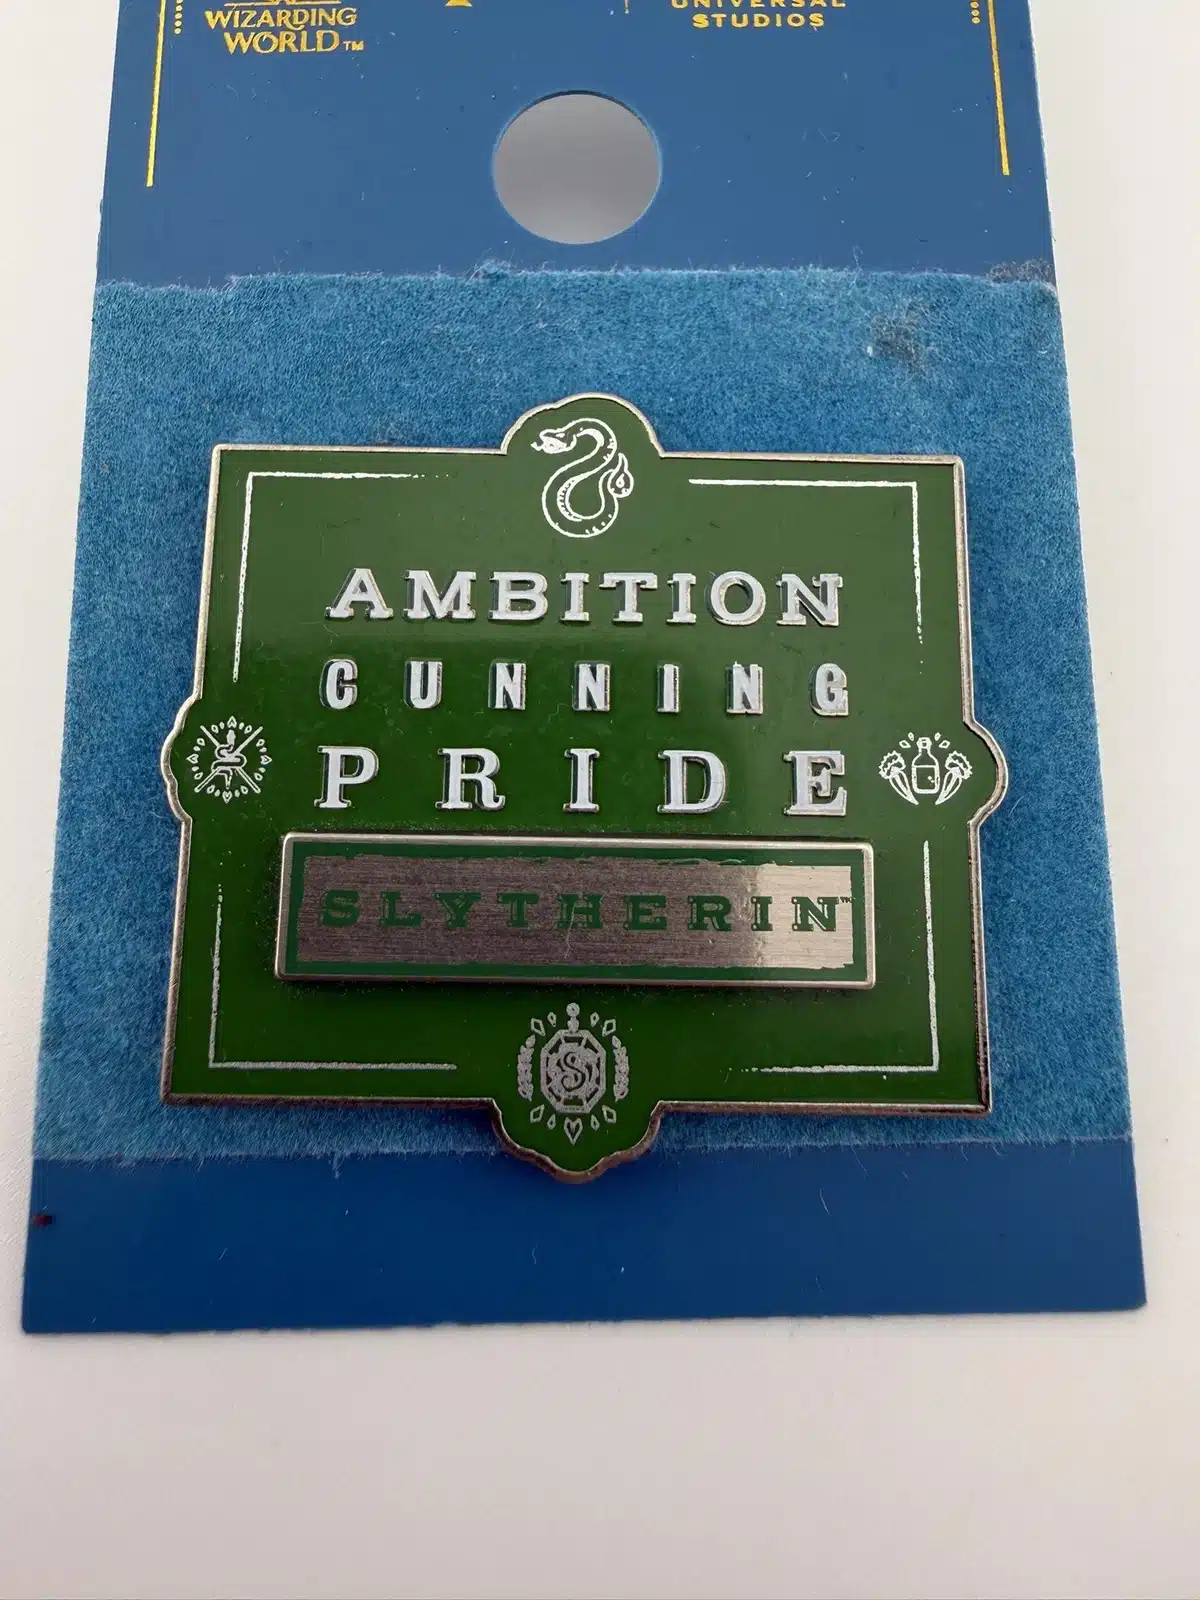 WIZARDING
WORLD™
UNIVERSAL
STUDIOS
AMBITION
CUNNING
PRIDE
SLYTHERIN™
S